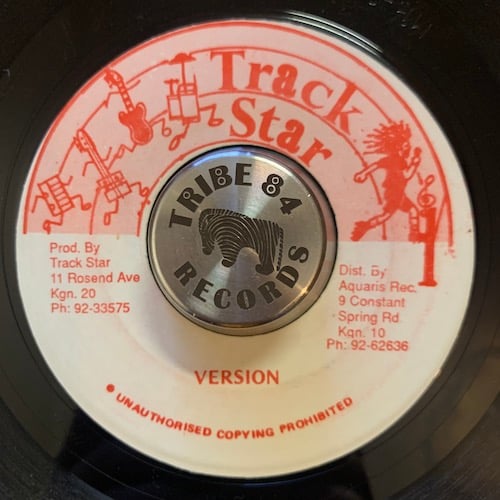 Track
Star
TRIBE 84
RECORDS
Prod. By
Track Star
11 Rosend Ave
Kgn. 20
Ph: 92-33575
Dist. By
Aquaris Rec.
9 Constant
Spring Rd.
Kgn. 10
Ph: 92-62636
VERSION
UNAUTHORISED COPYING PROHIBITED